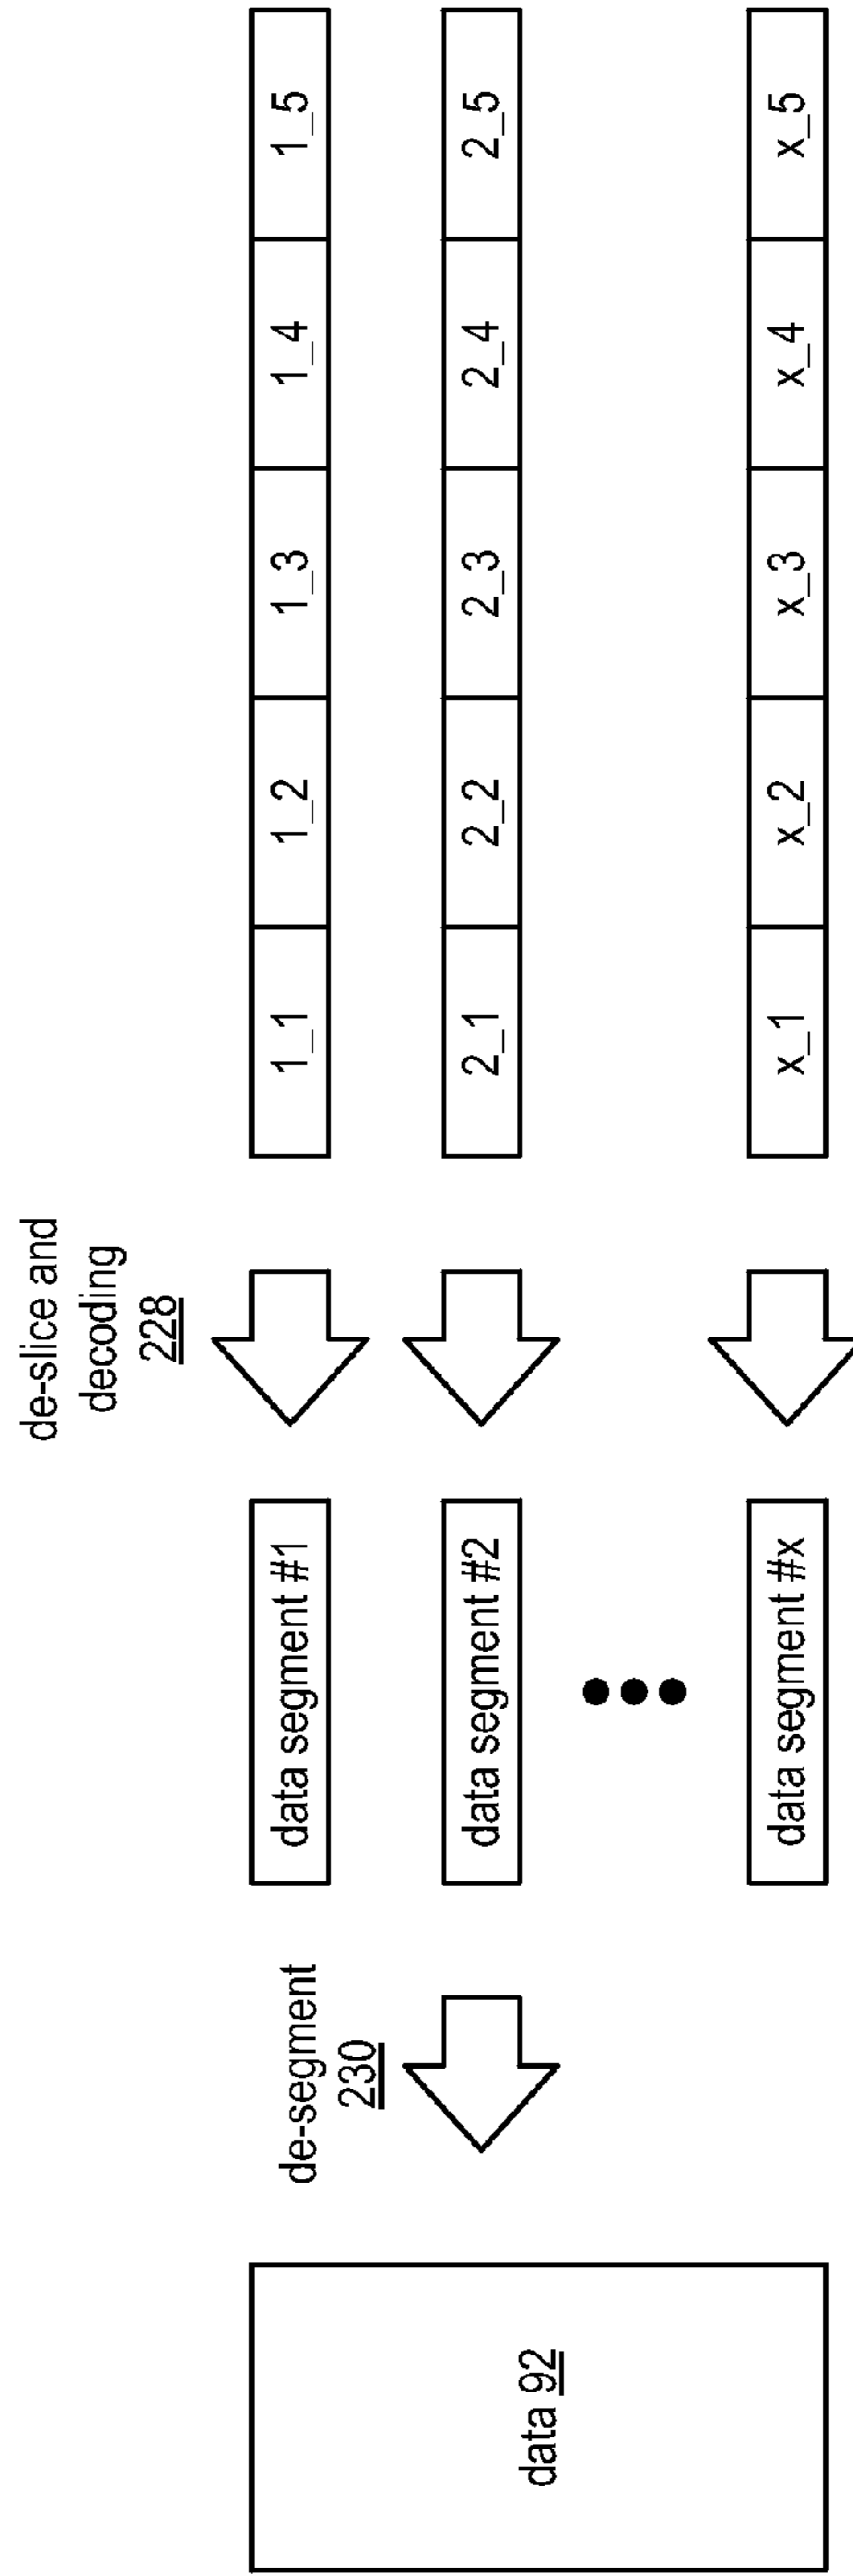 de-slice and
decoding
228
de-segment
230
data 92
data segment #1
1_1
1_2
1_3
1_4
1_5
data segment #2
2_1
2_2
2_3
2_4
2_5
data segment #x
x_1
x_2
x_3
x_4
x_5